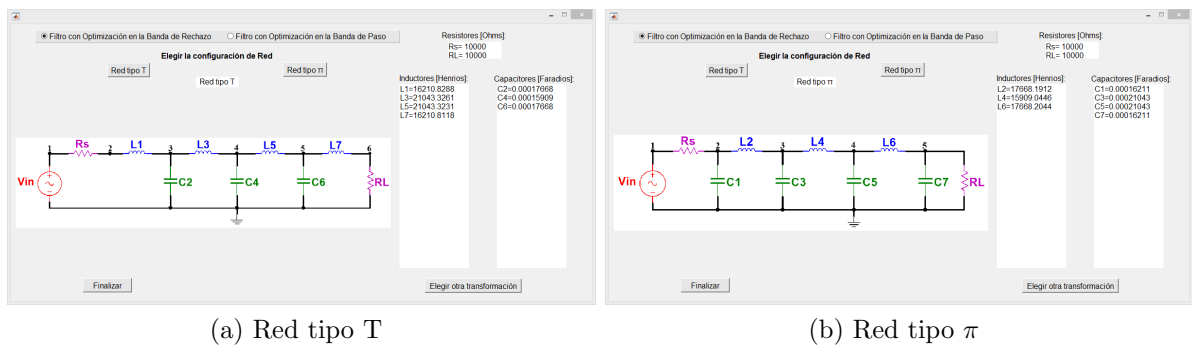 Filtro con Optimización en la Banda de Rechazo Filtro con Optimización en la Banda de Paso
Elegir la configuración de Red
Red tipo T Red tipo π
Red tipo T
Resistores [Ohms]:
Rs= 10000
RL= 10000
Inductores [Henrios]:
L1=16210.8288
L3=21043.3261
L5=21043.3231
L7=16210.8118
Capacitores [Faradios]:
C2=0.00017668
C4=0.00015909
C6=0.00017668
1 Rs 2 L1 3 L3 4 L5 5 L7 6
Vin C2 C4 C6 RL
Finalizar
Elegir otra transformación
(a) Red tipo T
Filtro con Optimización en la Banda de Rechazo Filtro con Optimización en la Banda de Paso
Elegir la configuración de Red
Red tipo T Red tipo π
Red tipo π
Resistores [Ohms]:
Rs= 10000
RL= 10000
Inductores [Henrios]:
L2=17668.1912
L4=15909.0446
L6=17668.2044
Capacitores [Faradios]:
C1=0.00016211
C3=0.00021043
C5=0.00021043
C7=0.00016211
1 Rs 2 L2 3 L4 4 L6 5
Vin C1 C3 C5 C7 RL
Finalizar
Elegir otra transformación
(b) Red tipo π